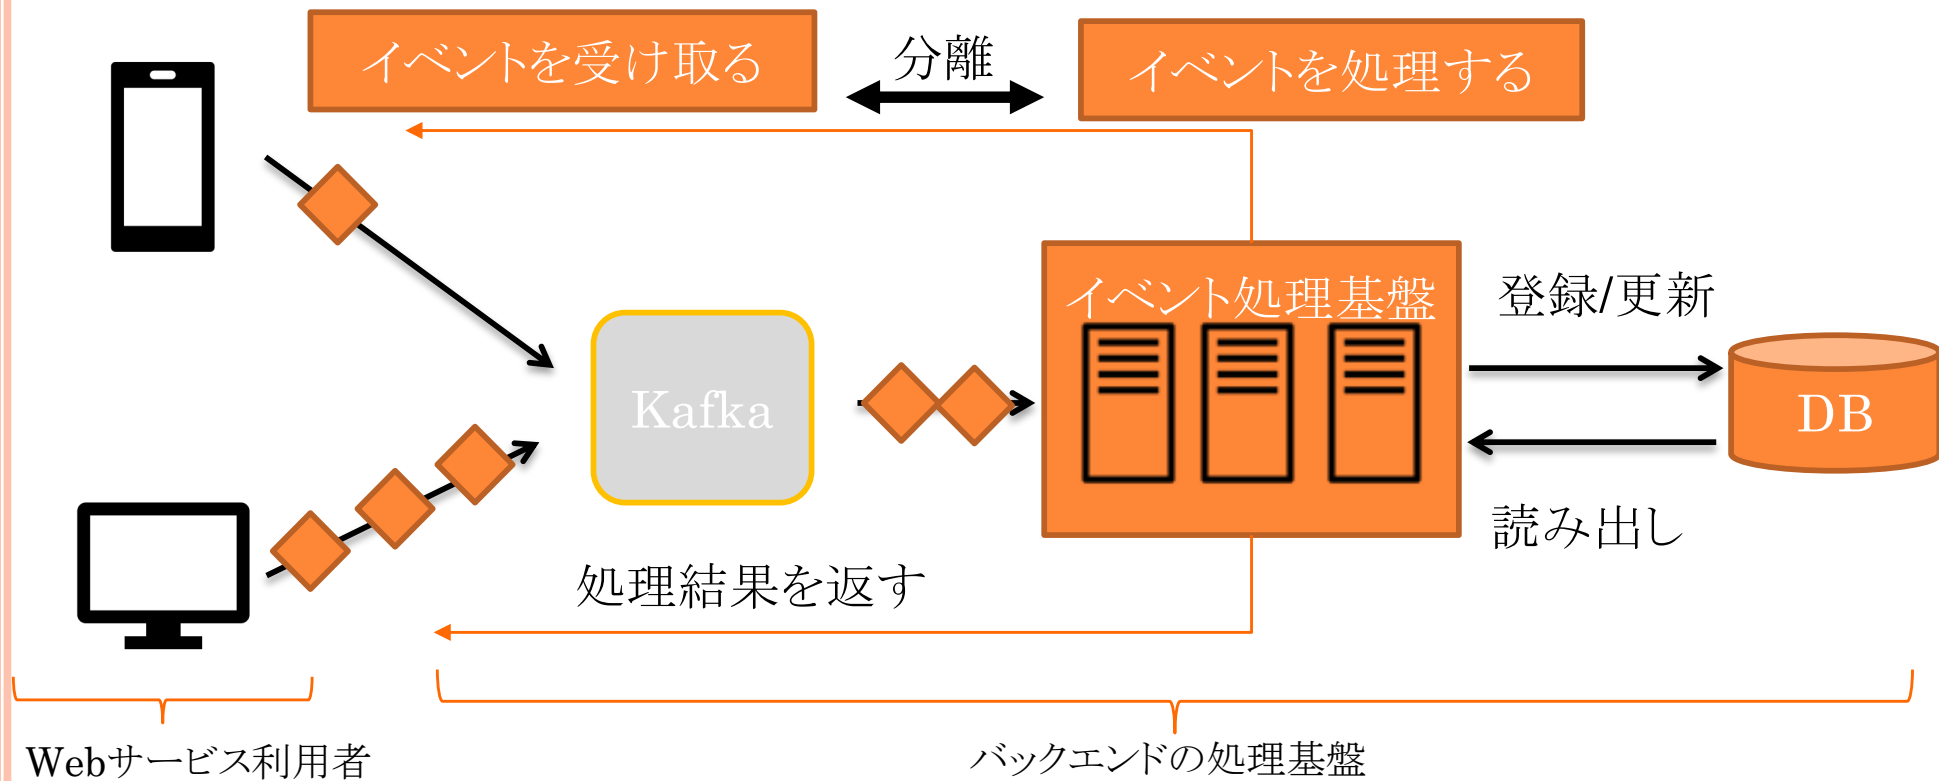 イベントを受け取る
分離
イベントを処理する
イベント処理基盤
登録/更新
Kafka
DB
読み出し
処理結果を返す
Webサービス利用者
バックエンドの処理基盤